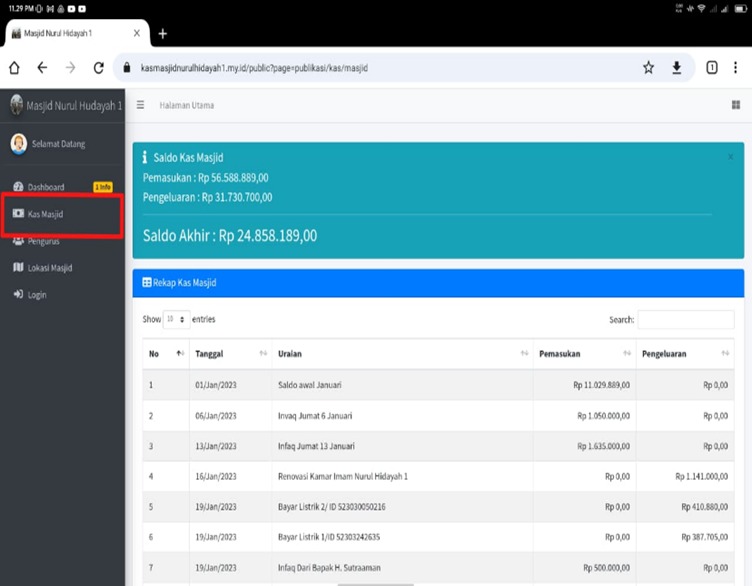 11.29 PM
Masjid Nurul Hidayah 1
kasmasjidnurulhidayah1.my.id/public?page=publikasi/kas/masjid
1
Masjid Nurul Hudayah 1
Halaman Utama
Selamat Datang
Dashboard 1 Info
Kas Masjid
Pengurus
Lokasi Masjid
Login
Saldo Kas Masjid
Pemasukan : Rp 56.588.889,00
Pengeluaran : Rp 31.730.700,00
Saldo Akhir : Rp 24.858.189,00
Rekap Kas Masjid
Show 10 entries Search:
No Tanggal Uraian Pemasukan Pengeluaran
1 01/Jan/2023 Saldo awal Januari Rp 11.029.889,00 Rp 0,00
2 06/Jan/2023 Invaq Jumat 6 Januari Rp 1.050.000,00 Rp 0,00
3 13/Jan/2023 Infaq Jumat 13 Januari Rp 1.635.000,00 Rp 0,00
4 16/Jan/2023 Renovasi Kamar Imam Nurul Hidayah 1 Rp 0,00 Rp 1.141.000,00
5 19/Jan/2023 Bayar Listrik 2/ ID 523030050216 Rp 0,00 Rp 410.880,00
6 19/Jan/2023 Bayar Listrik 1/ID 52303242635 Rp 0,00 Rp 387.705,00
7 19/Jan/2023 Infaq Dari Bapak H. Sutraaman Rp 500.000,00 Rp 0,00